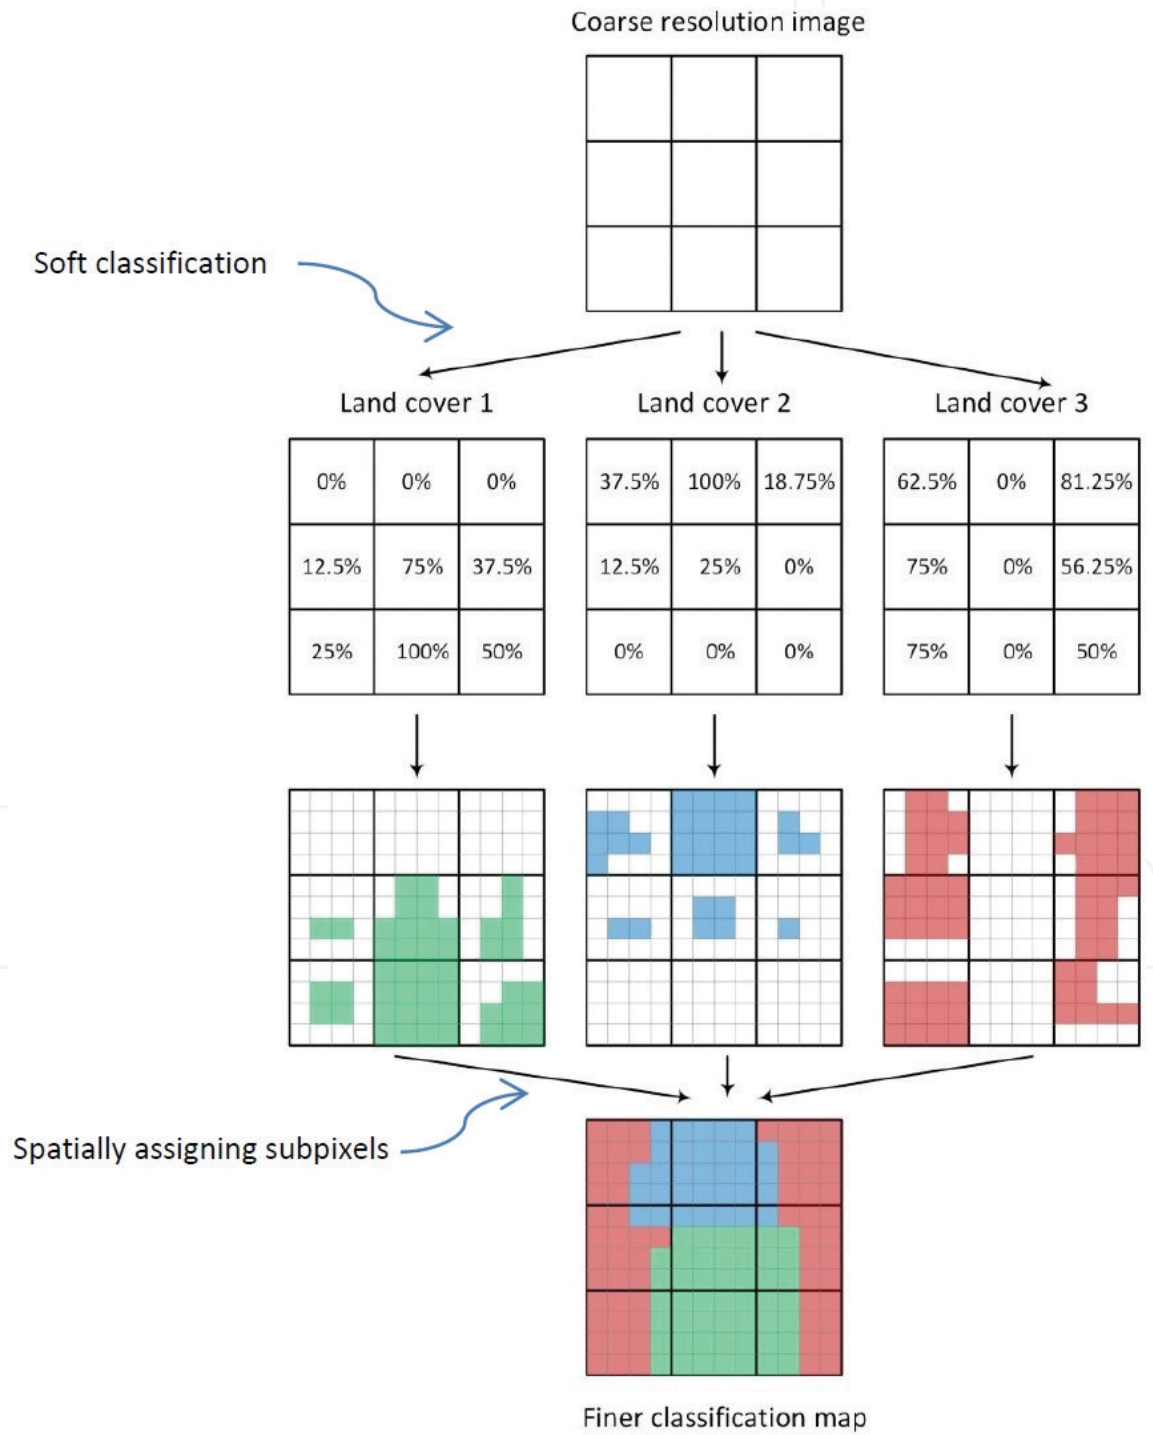 Coarse resolution image
Soft classification
Land cover 1
Land cover 2
Land cover 3
0% 0% 0%
12.5% 75% 37.5%
25% 100% 50%
37.5% 100% 18.75%
12.5% 25% 0%
0% 0% 0%
62.5% 0% 81.25%
75% 0% 56.25%
75% 0% 50%
Spatially assigning subpixels
Finer classification map